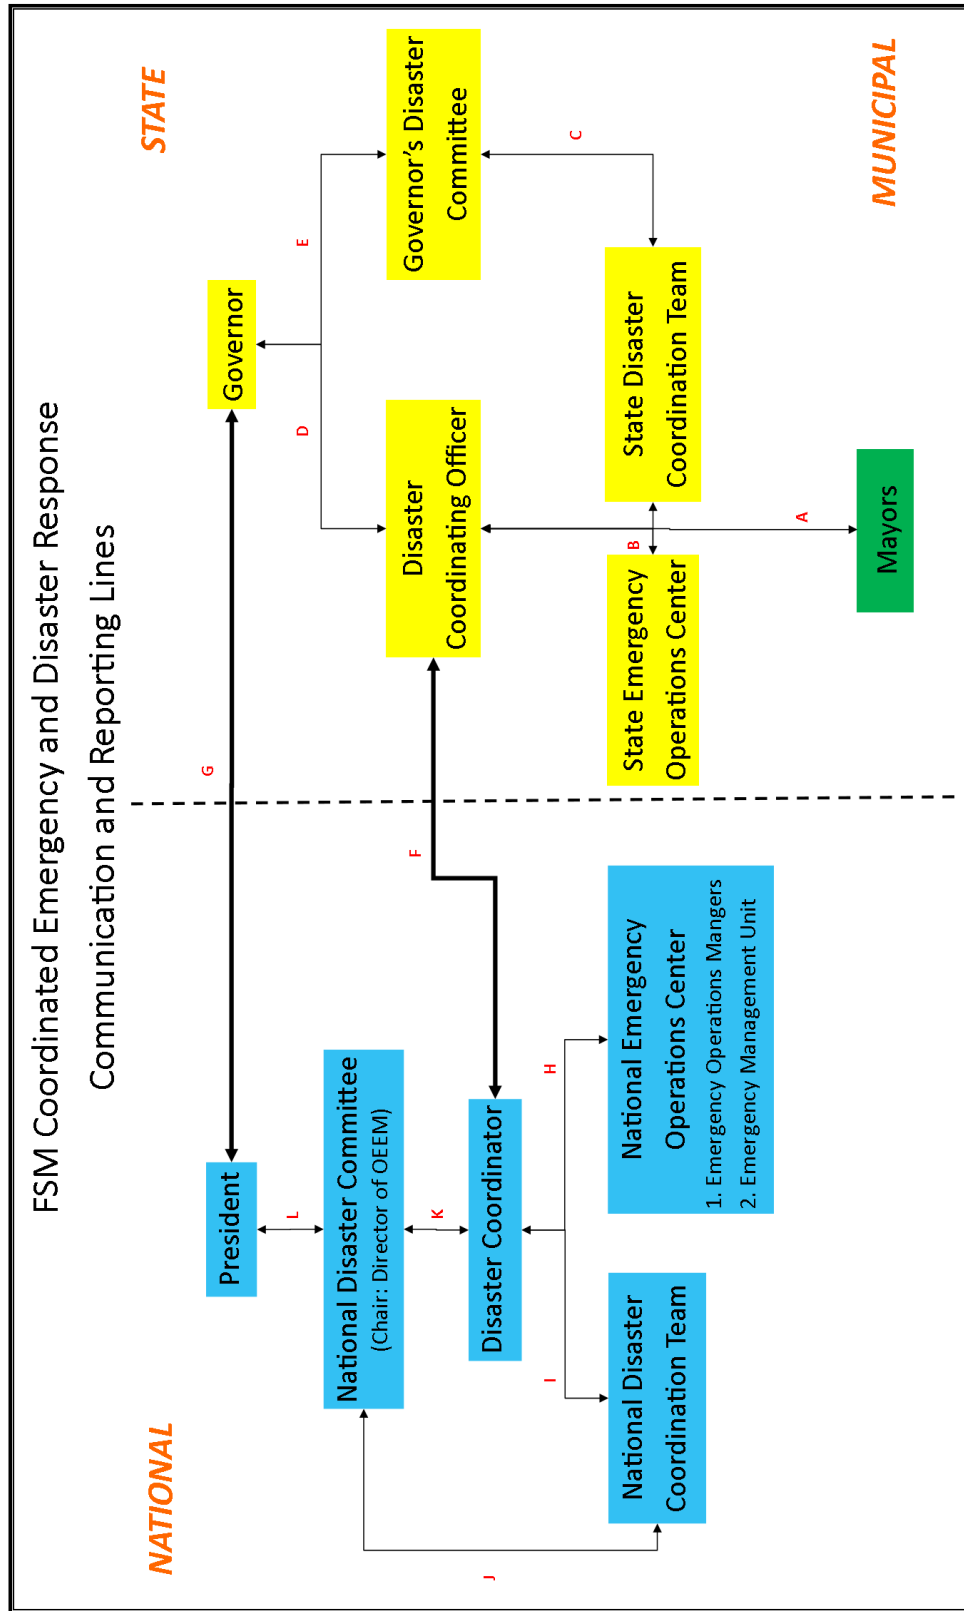 FSM Coordinated Emergency and Disaster Response
Communication and Reporting Lines
NATIONAL
STATE
President
G
Governor
L
D
E
National Disaster Committee
(Chair: Director of OEEM)
Disaster
Coordinating Officer
Governor's Disaster
Committee
F
K
Disaster Coordinator
C
J
I
H
B
National Disaster
Coordination Team
National Emergency
Operations Center
1. Emergency Operations Mangers
2. Emergency Management Unit
State Emergency
Operations Center
State Disaster
Coordination Team
A
Mayors
MUNICIPAL